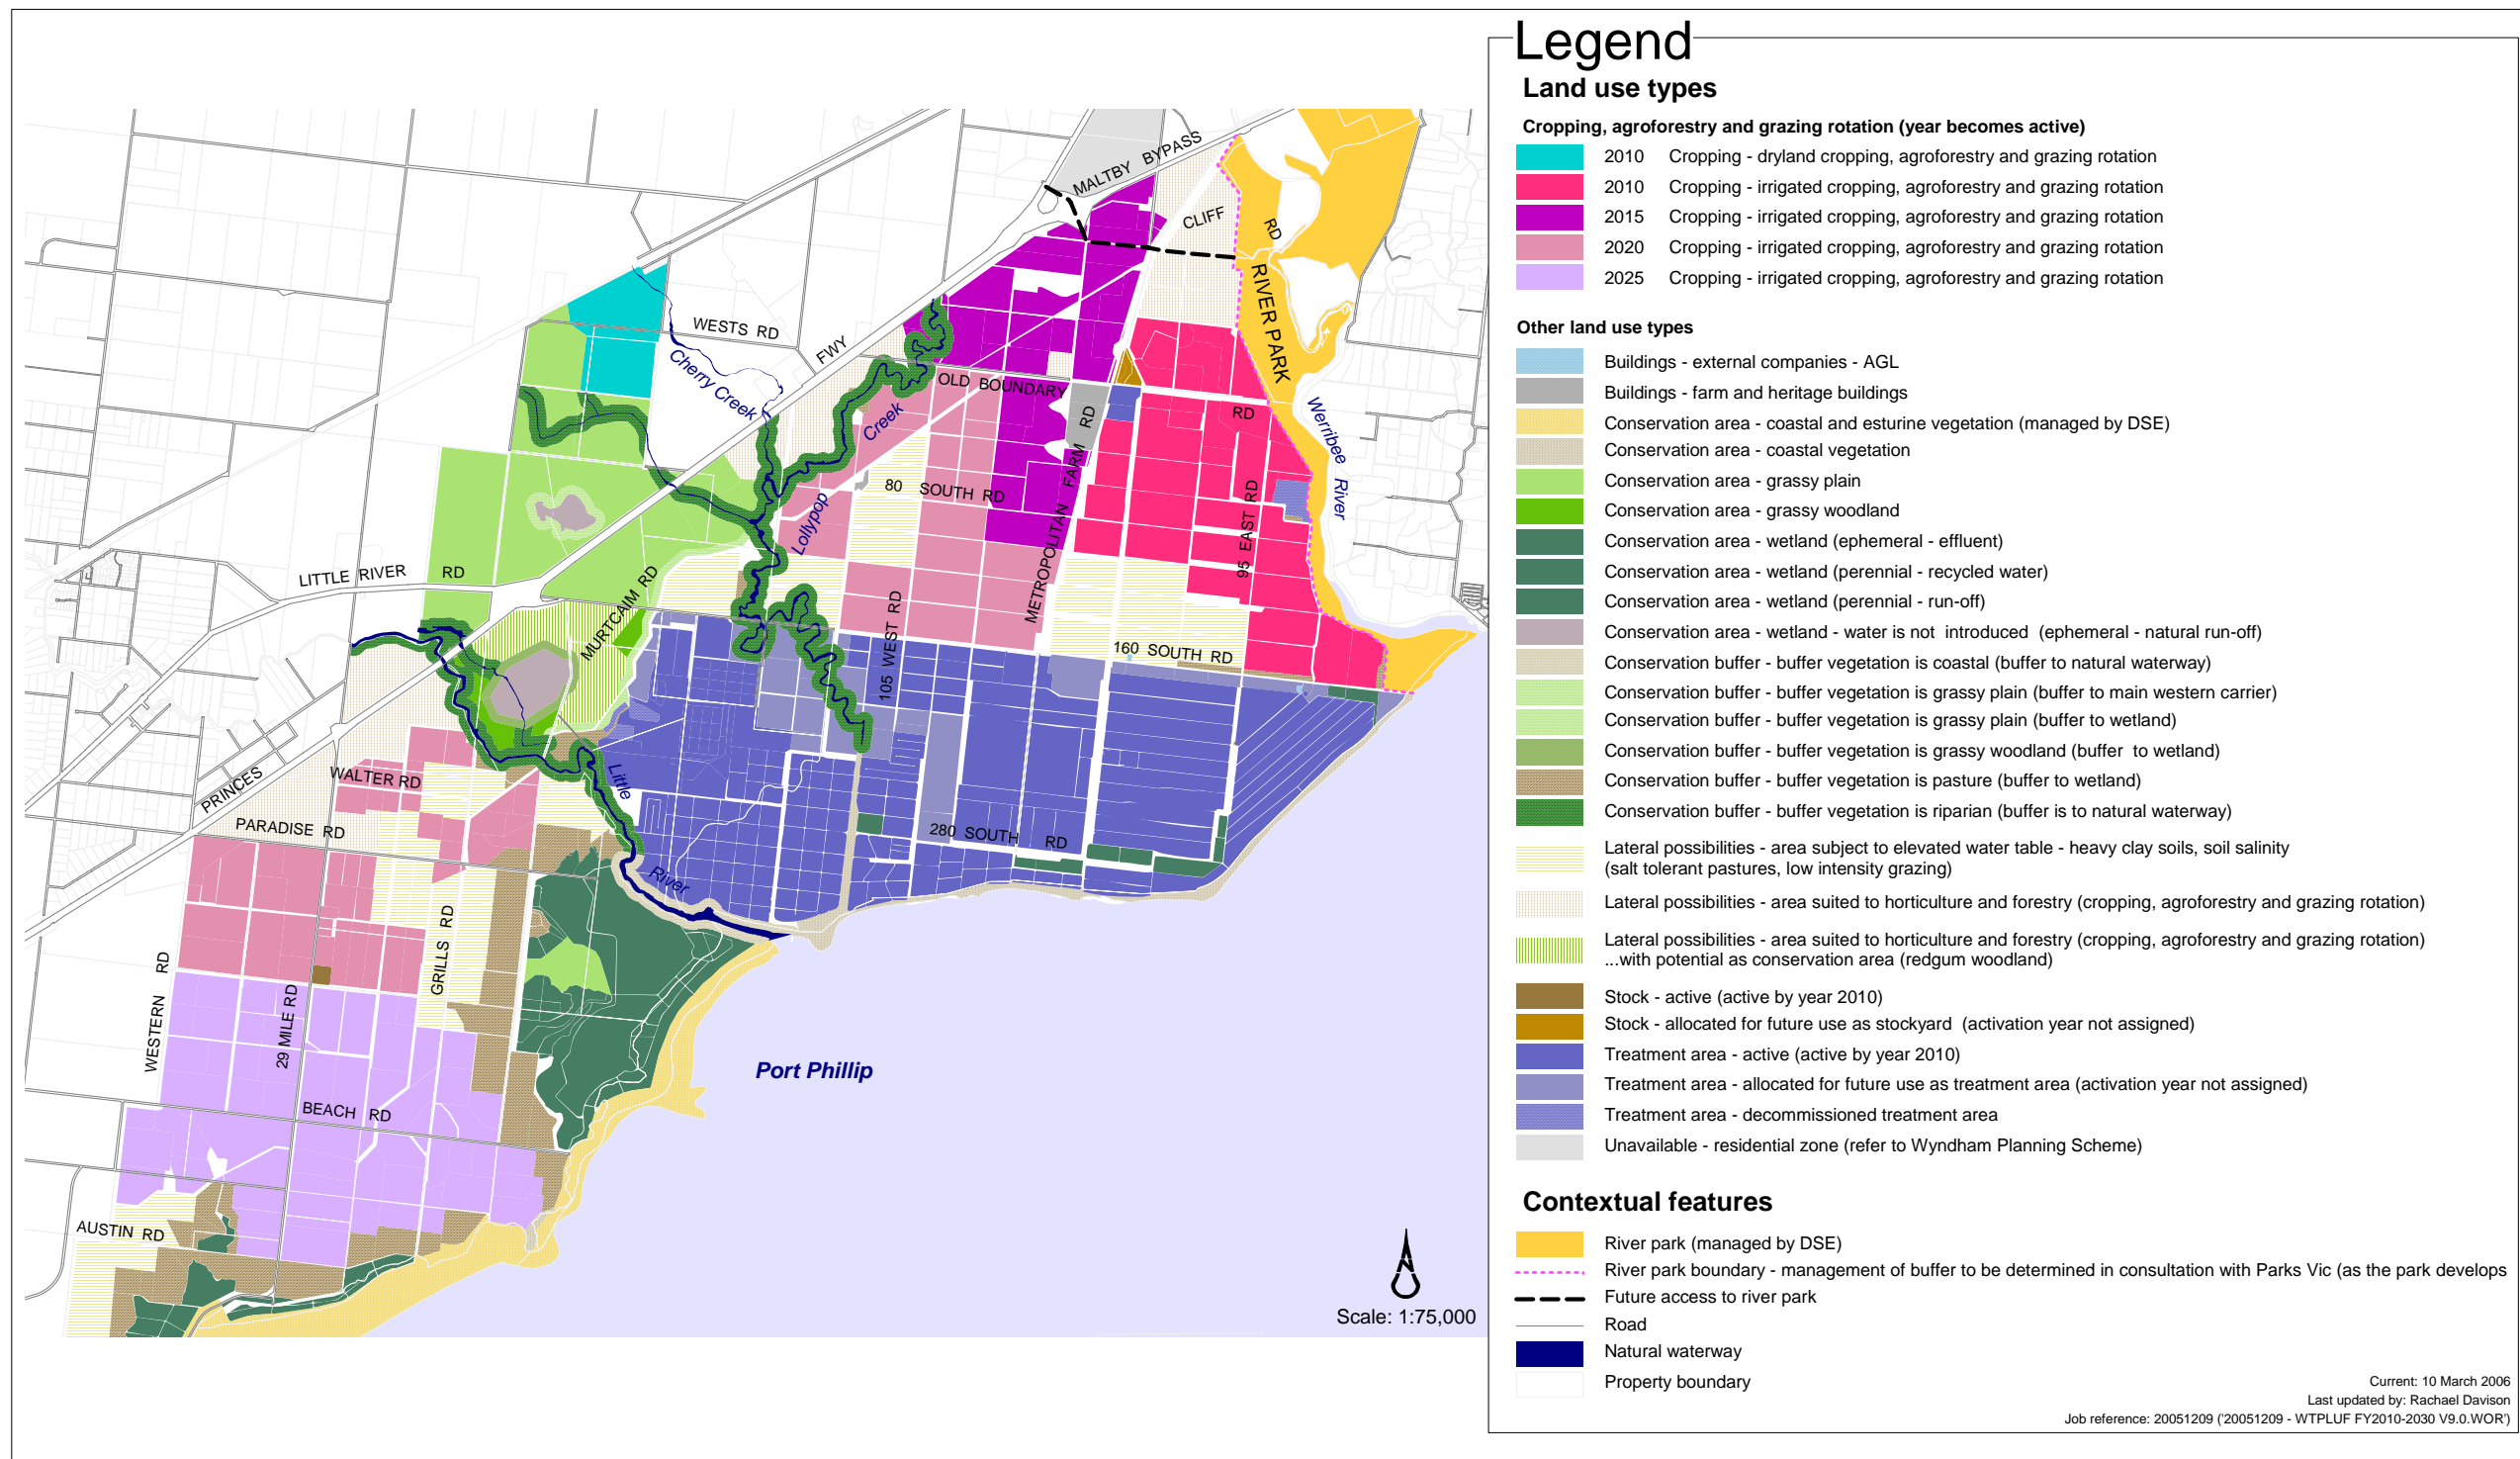 Legend
Land use types
Cropping, agroforestry and grazing rotation (year becomes active)
2010 Cropping - dryland cropping, agroforestry and grazing rotation
2010 Cropping - irrigated cropping, agroforestry and grazing rotation
2015 Cropping - irrigated cropping, agroforestry and grazing rotation
2020 Cropping - irrigated cropping, agroforestry and grazing rotation
2025 Cropping - irrigated cropping, agroforestry and grazing rotation
Other land use types
Buildings - external companies - AGL
Buildings - farm and heritage buildings
Conservation area - coastal and esturine vegetation (managed by DSE)
Conservation area - coastal vegetation
Conservation area - grassy plain
Conservation area - grassy woodland
Conservation area - wetland (ephemeral - effluent)
Conservation area - wetland (perennial - recycled water)
Conservation area - wetland (perennial - run-off)
Conservation area - wetland - water is not introduced (ephemeral - natural run-off)
Conservation buffer - buffer vegetation is coastal (buffer to natural waterway)
Conservation buffer - buffer vegetation is grassy plain (buffer to main western carrier)
Conservation buffer - buffer vegetation is grassy plain (buffer to wetland)
Conservation buffer - buffer vegetation is grassy woodland (buffer to wetland)
Conservation buffer - buffer vegetation is pasture (buffer to wetland)
Conservation buffer - buffer vegetation is riparian (buffer is to natural waterway)
Lateral possibilities - area subject to elevated water table - heavy clay soils, soil salinity
(salt tolerant pastures, low intensity grazing)
Lateral possibilities - area suited to horticulture and forestry (cropping, agroforestry and grazing rotation)
Lateral possibilities - area suited to horticulture and forestry (cropping, agroforestry and grazing rotation)
...with potential as conservation area (redgum woodland)
Stock - active (active by year 2010)
Stock - allocated for future use as stockyard (activation year not assigned)
Treatment area - active (active by year 2010)
Treatment area - allocated for future use as treatment area (activation year not assigned)
Treatment area - decommissioned treatment area
Unavailable - residential zone (refer to Wyndham Planning Scheme)
Contextual features
River park (managed by DSE)
River park boundary - management of buffer to be determined in consultation with Parks Vic (as the park develops
Future access to river park
Road
Natural waterway
Property boundary
Current: 10 March 2006
Last updated by: Rachael Davison
Job reference: 20051209 ('20051209 - WTPLUF FY2010-2030 V9.0.WOR')
MALTBY BYPASS
CLIFF RD
RIVER PARK
WESTS RD
FWY
Cherry Creek
OLD BOUNDARY RD
Lollypop Creek
Werribee River
80 SOUTH RD
METROPOLITAN FARM RD
95 EAST RD
LITTLE RIVER RD
MURTCAIM RD
105 WEST RD
160 SOUTH RD
PRINCES
WALTER RD
Little River
PARADISE RD
280 SOUTH RD
GRILLS RD
WESTERN RD
29 MILE RD
BEACH RD
AUSTIN RD
Port Phillip
Scale: 1:75,000